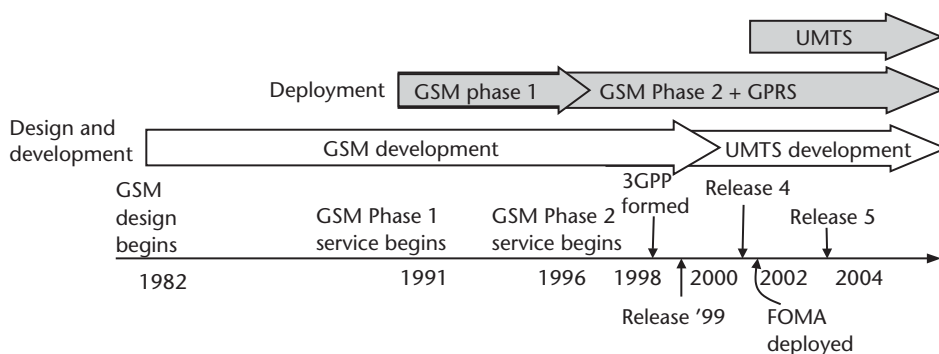 UMTS
Deployment
GSM phase 1
GSM Phase 2 + GPRS
Design and
development
GSM development
UMTS development
GSM
design
begins
GSM Phase 1
service begins
GSM Phase 2
service begins
3GPP
formed
Release 4
Release 5
1982
1991
1996
1998
2000
2002
2004
Release '99
FOMA
deployed